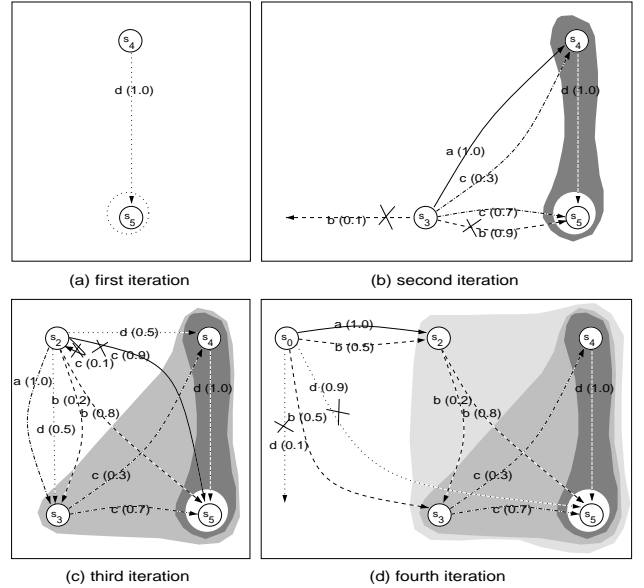 s4
d (1.0)
s5
(a) first iteration
s4
d (1.0)
a (1.0)
c (0.3)
b (0.1)
s3
c (0.7)
b (0.9)
s5
(b) second iteration
s2
d (0.5)
s4
c (0.1)
c (0.9)
a (1.0)
d (1.0)
b (0.2)
b (0.8)
d (0.5)
c (0.3)
s3
c (0.7)
s5
(c) third iteration
s0
a (1.0)
b (0.5)
s2
s4
d (0.9)
d (1.0)
b (0.2)
b (0.8)
b (0.5)
d (0.1)
c (0.3)
s3
c (0.7)
s5
(d) fourth iteration